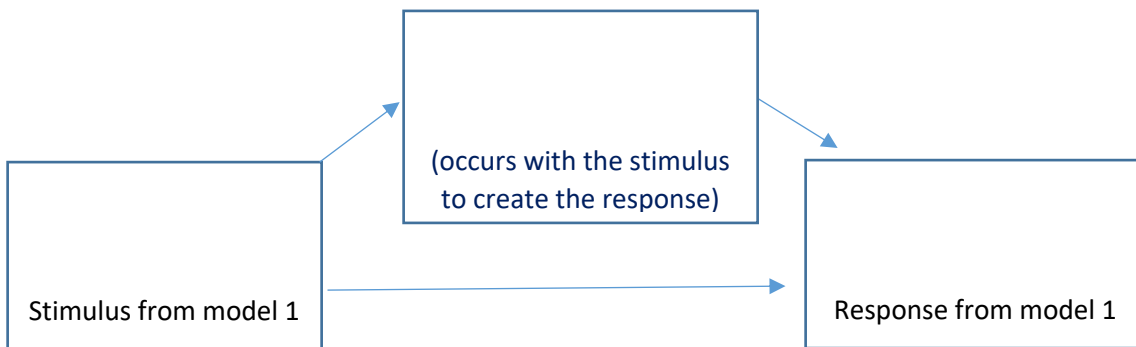 (occurs with the stimulus
to create the response)
Stimulus from model 1
Response from model 1